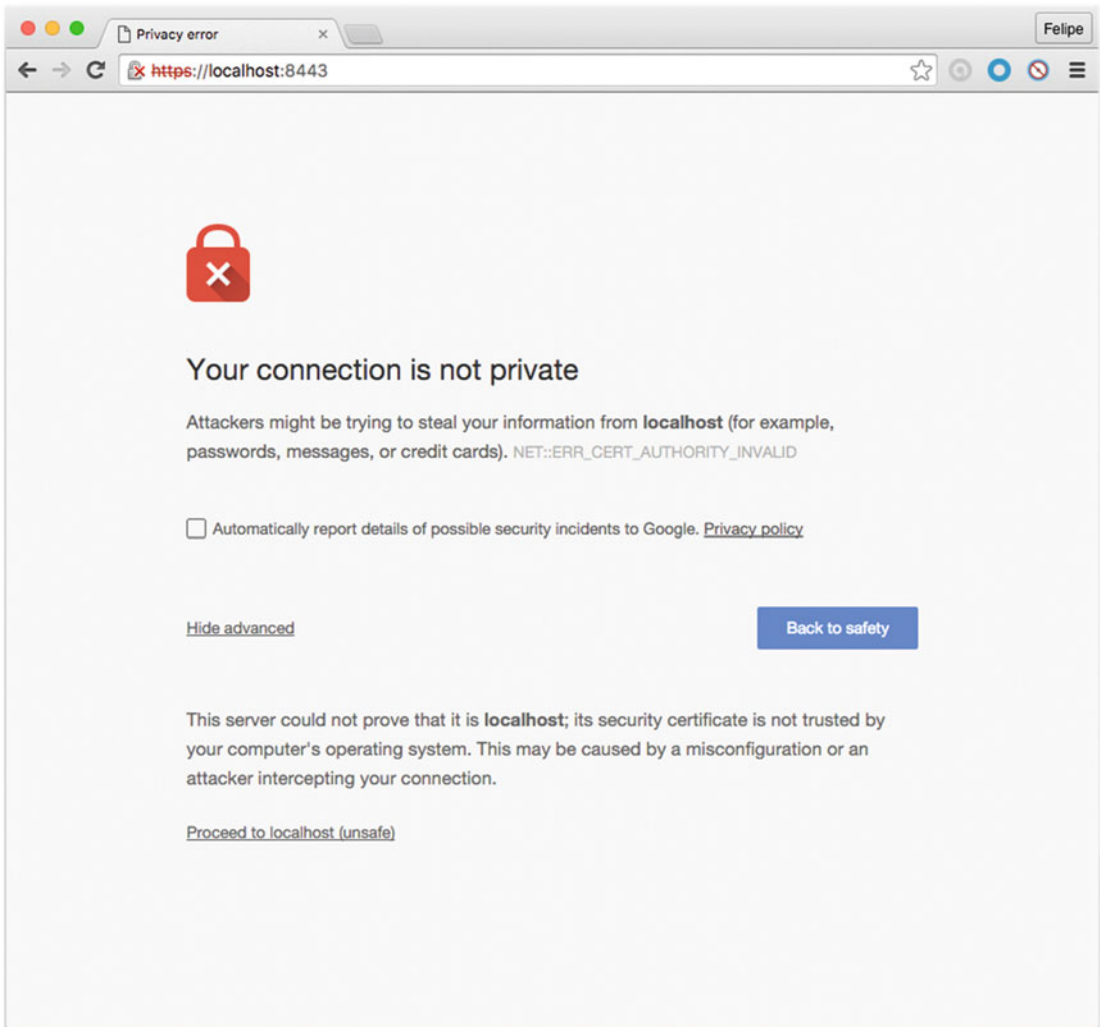 Privacy error
Felipe
https://localhost:8443
Your connection is not private
Attackers might be trying to steal your information from localhost (for example,
passwords, messages, or credit cards). NET::ERR_CERT_AUTHORITY_INVALID
Automatically report details of possible security incidents to Google. Privacy policy
Hide advanced
Back to safety
This server could not prove that it is localhost; its security certificate is not trusted by
your computer's operating system. This may be caused by a misconfiguration or an
attacker intercepting your connection.
Proceed to localhost (unsafe)